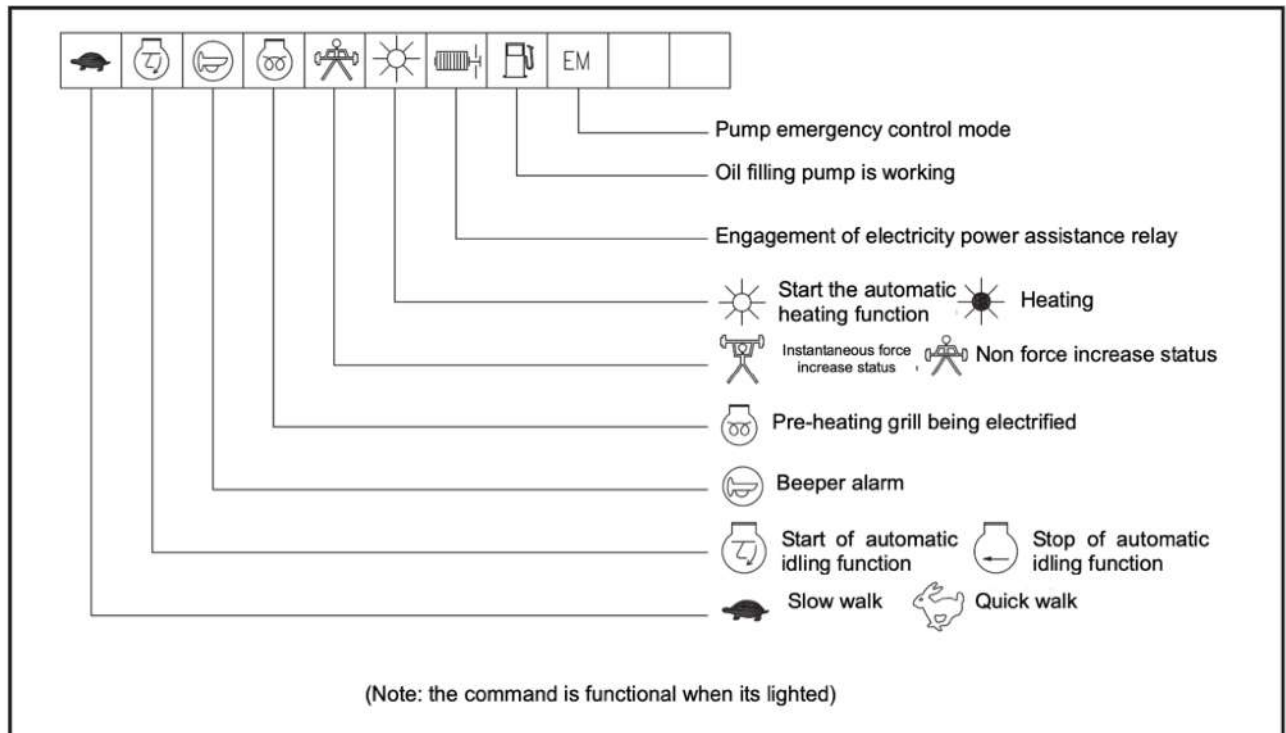 EM
Pump emergency control mode
Oil filling pump is working
Engagement of electricity power assistance relay
Start the automatic
heating function
Heating
Instantaneous force
increase status
Non force increase status
Pre-heating grill being electrified
Beeper alarm
Start of automatic
idling function
Stop of automatic
idling function
Slow walk
Quick walk
(Note: the command is functional when its lighted)